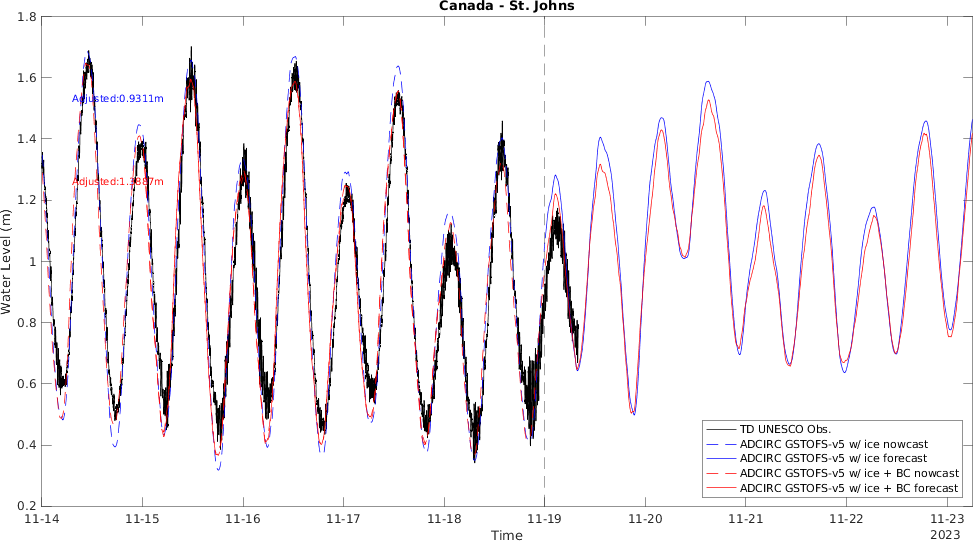 Canada - St. Johns
1.8
1.6
Adjusted:0.9311m
1.4
Adjusted:1.3887m
1.2
1
0.8
0.6
0.4
0.2
Water Level (m)
TD UNESCO Obs.
ADCIRC GSTOFS-v5 w/ ice nowcast
ADCIRC GSTOFS-v5 w/ ice forecast
ADCIRC GSTOFS-v5 w/ ice + BC nowcast
ADCIRC GSTOFS-v5 w/ ice + BC forecast
11-14 11-15 11-16 11-17 11-18 11-19 11-20 11-21 11-22 11-23
Time
2023